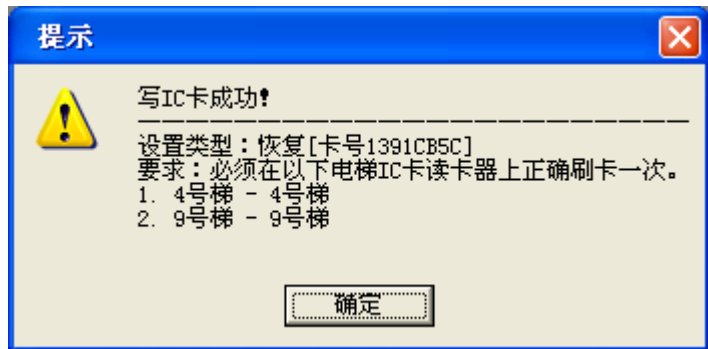 提示
写IC卡成功!
设置类型:恢复[卡号1391CB5C]
要求:必须在以下电梯IC卡读卡器上正确刷卡一次。
1. 4号梯 - 4号梯
2. 9号梯 - 9号梯
确定